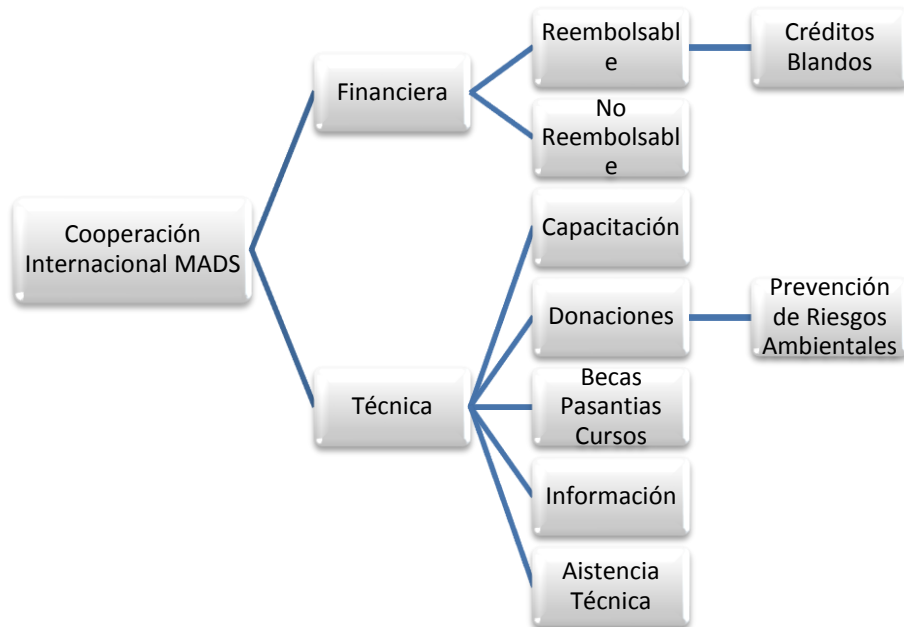 Cooperación
Internacional MADS
Financiera
Reembolsabl
e
Créditos
Blandos
No
Reembolsabl
e
Técnica
Capacitación
Donaciones
Prevención
de Riesgos
Ambientales
Becas
Pasantias
Cursos
Información
Aistencia
Técnica